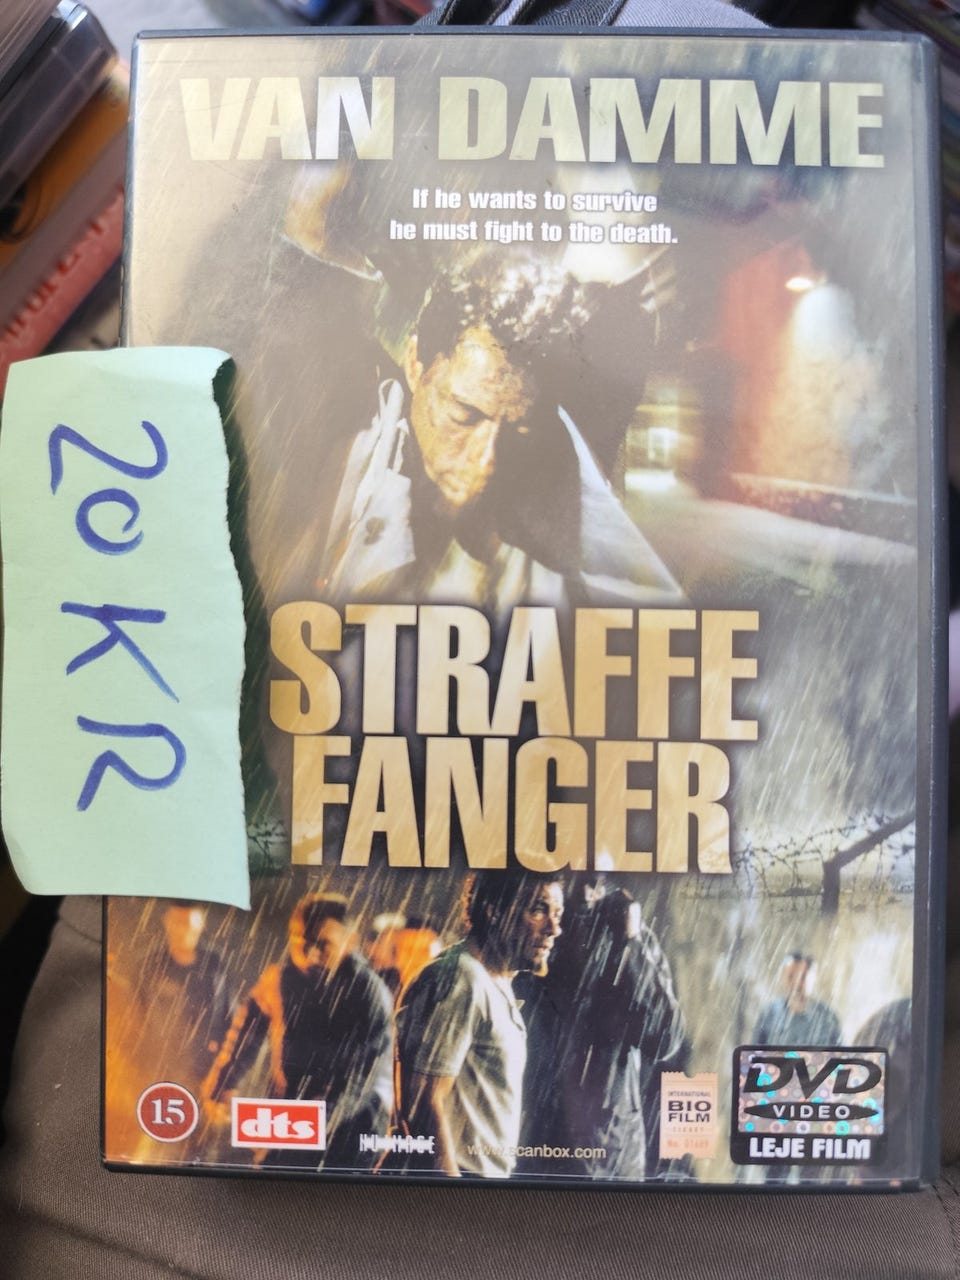 VAN DAMME
If he wants to survive
he must fight to the death.
20 KR
STRAFFE
FANGER
15
dts
www.scanbox.com
INTERNATIONAL
BIO
FILM
TICKET
DVD
VIDEO
LEJE FILM